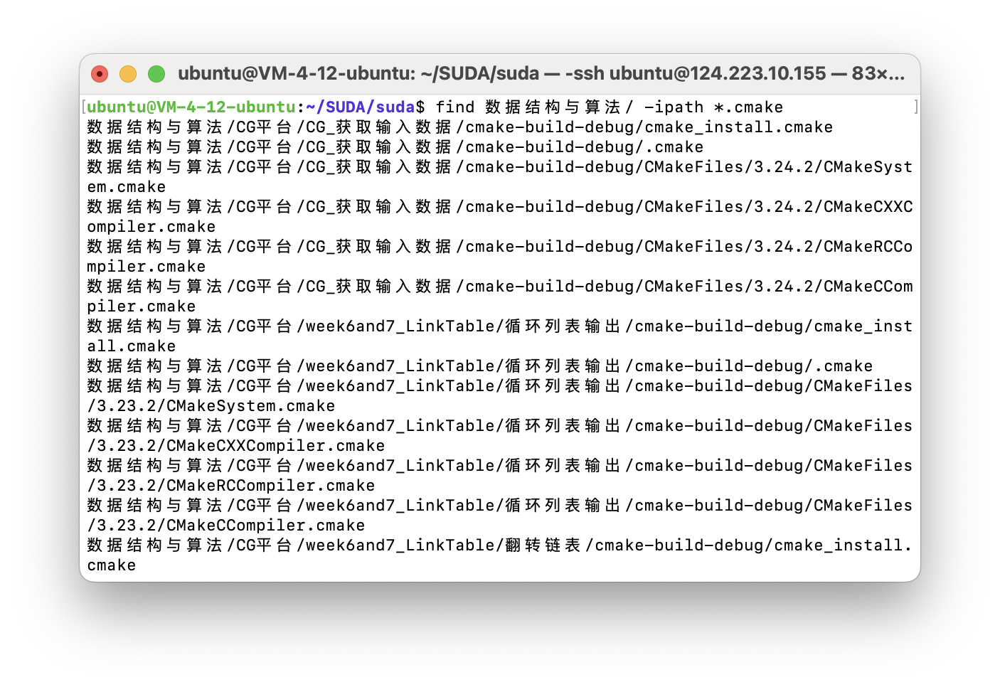 ubuntu@VM-4-12-ubuntu: ~/SUDA/suda — -ssh ubuntu@124.223.10.155 — 83×...
[ubuntu@VM-4-12-ubuntu:~/SUDA/suda$ find 数据结构与算法/ -ipath *.cmake ]
数据结构与算法/CG平台/CG_获取输入数据/cmake-build-debug/cmake_install.cmake
数据结构与算法/CG平台/CG_获取输入数据/cmake-build-debug/.cmake
数据结构与算法/CG平台/CG_获取输入数据/cmake-build-debug/CMakeFiles/3.24.2/CMakeSyst
em.cmake
数据结构与算法/CG平台/CG_获取输入数据/cmake-build-debug/CMakeFiles/3.24.2/CMakeCXXC
ompiler.cmake
数据结构与算法/CG平台/CG_获取输入数据/cmake-build-debug/CMakeFiles/3.24.2/CMakeRCCo
mpiler.cmake
数据结构与算法/CG平台/CG_获取输入数据/cmake-build-debug/CMakeFiles/3.24.2/CMakeCCom
piler.cmake
数据结构与算法/CG平台/week6and7_LinkTable/循环列表输出/cmake-build-debug/cmake_inst
all.cmake
数据结构与算法/CG平台/week6and7_LinkTable/循环列表输出/cmake-build-debug/.cmake
数据结构与算法/CG平台/week6and7_LinkTable/循环列表输出/cmake-build-debug/CMakeFiles
/3.23.2/CMakeSystem.cmake
数据结构与算法/CG平台/week6and7_LinkTable/循环列表输出/cmake-build-debug/CMakeFiles
/3.23.2/CMakeCXXCompiler.cmake
数据结构与算法/CG平台/week6and7_LinkTable/循环列表输出/cmake-build-debug/CMakeFiles
/3.23.2/CMakeRCCompiler.cmake
数据结构与算法/CG平台/week6and7_LinkTable/循环列表输出/cmake-build-debug/CMakeFiles
/3.23.2/CMakeCCompiler.cmake
数据结构与算法/CG平台/week6and7_LinkTable/翻转链表/cmake-build-debug/cmake_install.
cmake